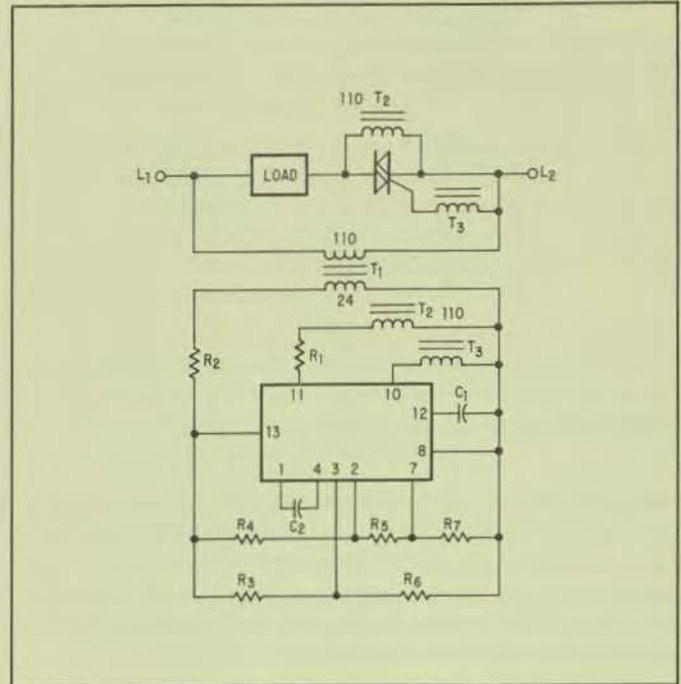 110 T2
L1 LOAD L2
T3
110
T1
24
T2 110
R2 R1 T3
11 10 C1
12
13
8
1 4 3 2 7
C2
R4 R5 R7
R3 R6